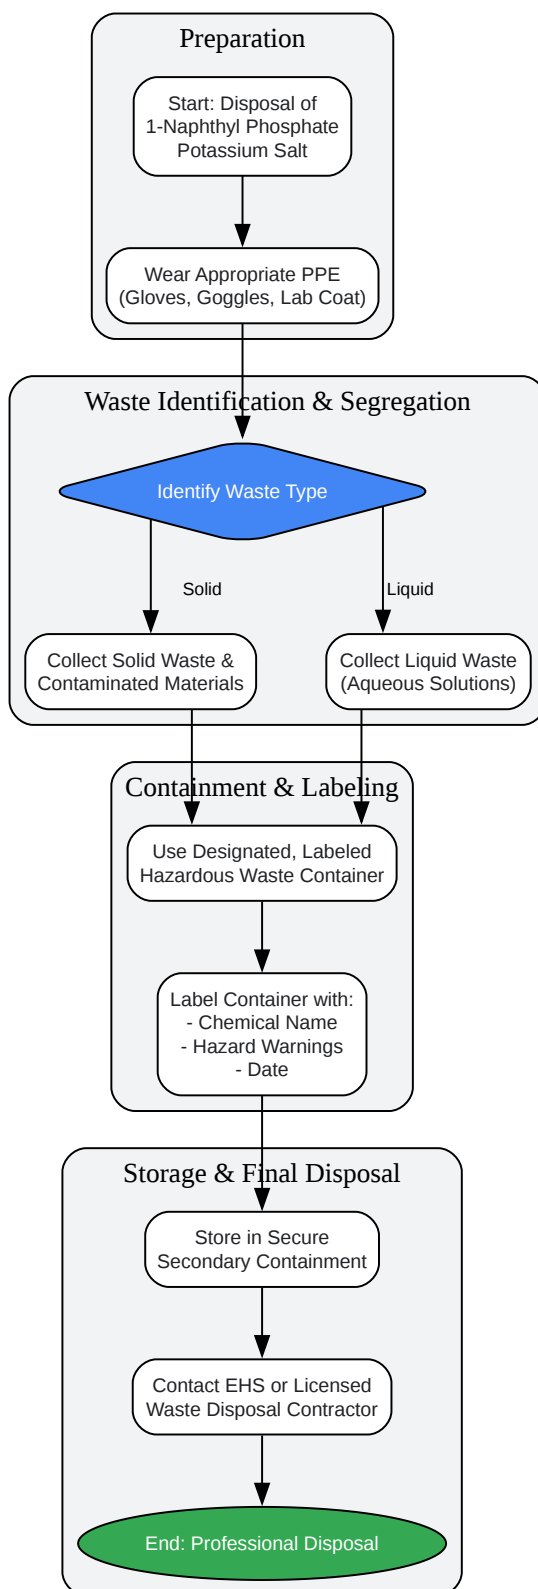 Preparation
Start: Disposal of
1-Naphthyl Phosphate
Potassium Salt
Wear Appropriate PPE
(Gloves, Goggles, Lab Coat)
Waste Identification & Segregation
Identify Waste Type
Solid
Liquid
Collect Solid Waste &
Contaminated Materials
Collect Liquid Waste
(Aqueous Solutions)
Containment & Labeling
Use Designated, Labeled
Hazardous Waste Container
Label Container with:
- Chemical Name
- Hazard Warnings
- Date
Storage & Final Disposal
Store in Secure
Secondary Containment
Contact EHS or Licensed
Waste Disposal Contractor
End: Professional Disposal